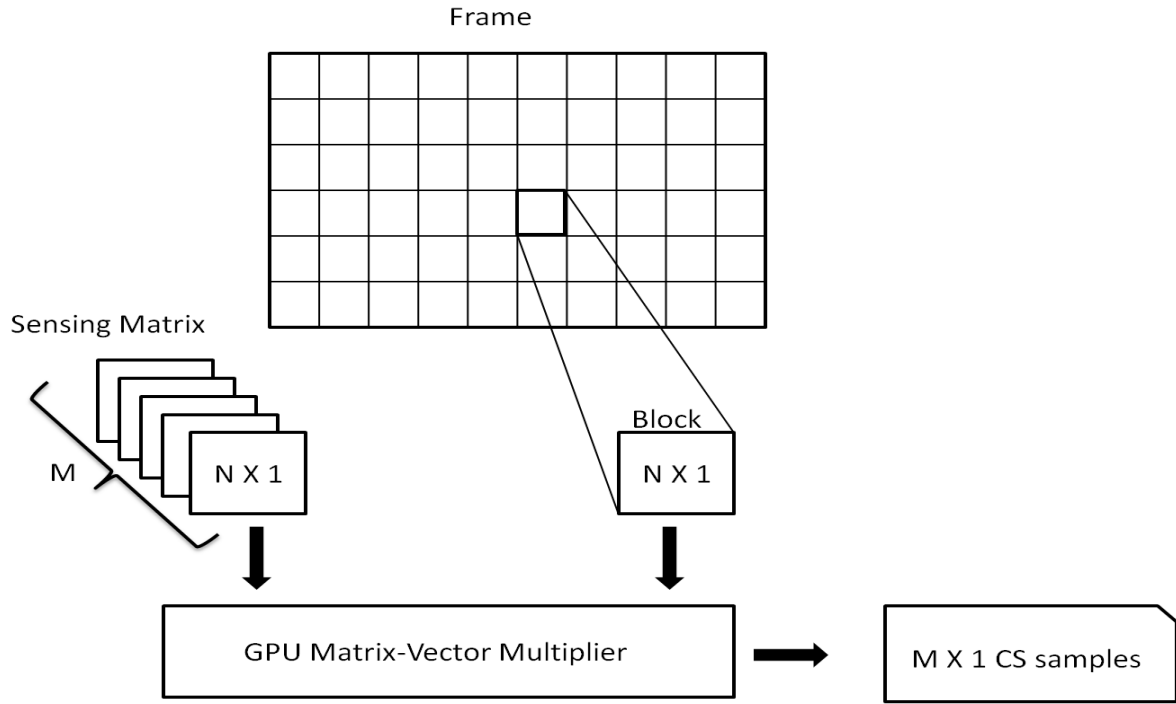 Frame
Sensing Matrix
Block
M
N X 1
N X 1
GPU Matrix-Vector Multiplier
M X 1 CS samples